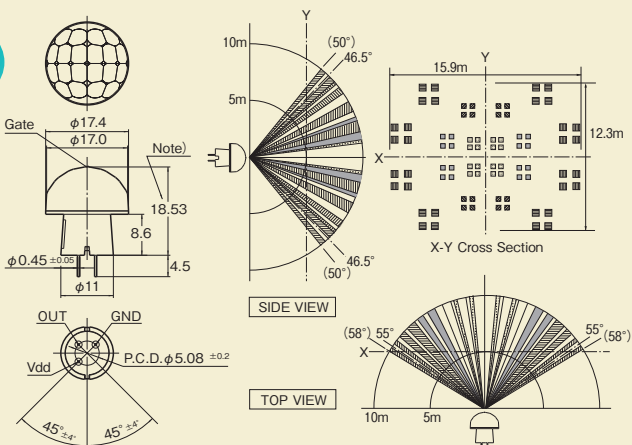 Gate
φ17.4
φ17.0
Note)
18.53
8.6
4.5
φ0.45 ±0.05
φ11
OUT
GND
Vdd
P.C.D.φ5.08 ±0.2
45°±4°
45°±4°
Y
10m
5m
(50°)
46.5°
46.5°
(50°)
SIDE VIEW
Y
15.9m
12.3m
X
X-Y Cross Section
(58°)
55°
55°
(58°)
X
10m
5m
TOP VIEW